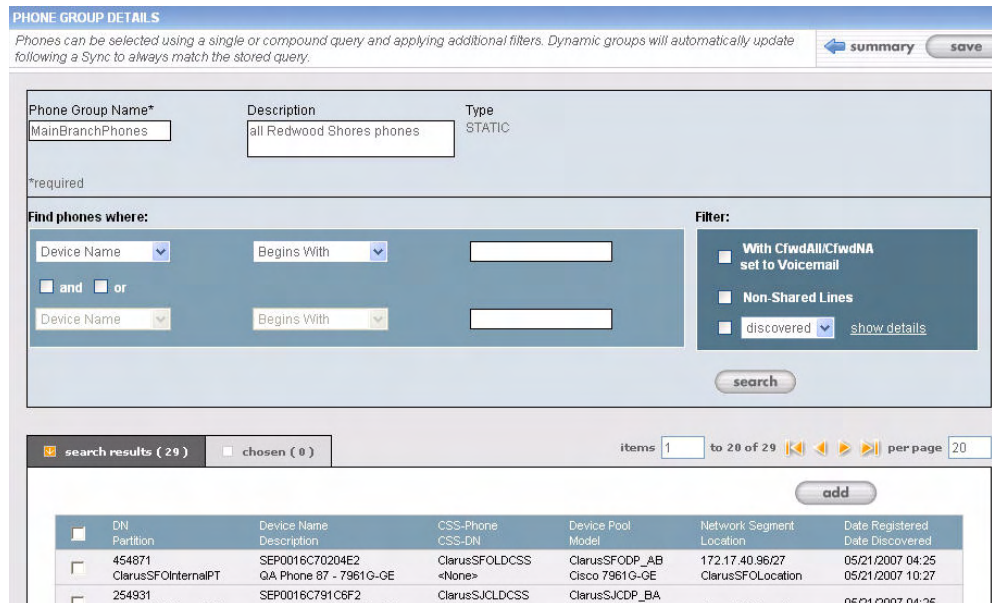 PHONE GROUP DETAILS
Phones can be selected using a single or compound query and applying additional filters. Dynamic groups will automatically update
following a Sync to always match the stored query.
summary save
Phone Group Name* Description Type
MainBranchPhones all Redwood Shores phones STATIC
*required
Find phones where: Filter:
Device Name Begins With
and or
Device Name Begins With
With CfwdAll/CfwdNA
set to Voicemail
Non-Shared Lines
discovered show details
search
search results ( 29 ) chosen ( 0 ) items 1 to 20 of 29 per page 20
add
DN Device Name CSS-Phone Device Pool Network Segment Date Registered
Partition Description CSS-DN Model Location Date Discovered
454871 SEP0016C70204E2 ClarusSFOLDCSS ClarusSFODP_AB 172.17.40.96/27 05/21/2007 04:25
ClarusSFOInternalPT QA Phone 87 - 7961G-GE <None> Cisco 7961G-GE ClarusSFOLocation 05/21/2007 10:27
254931 SEP0016C791C6F2 ClarusSJCLDCSS ClarusSJCDP_BA 05/21/2007 04:25